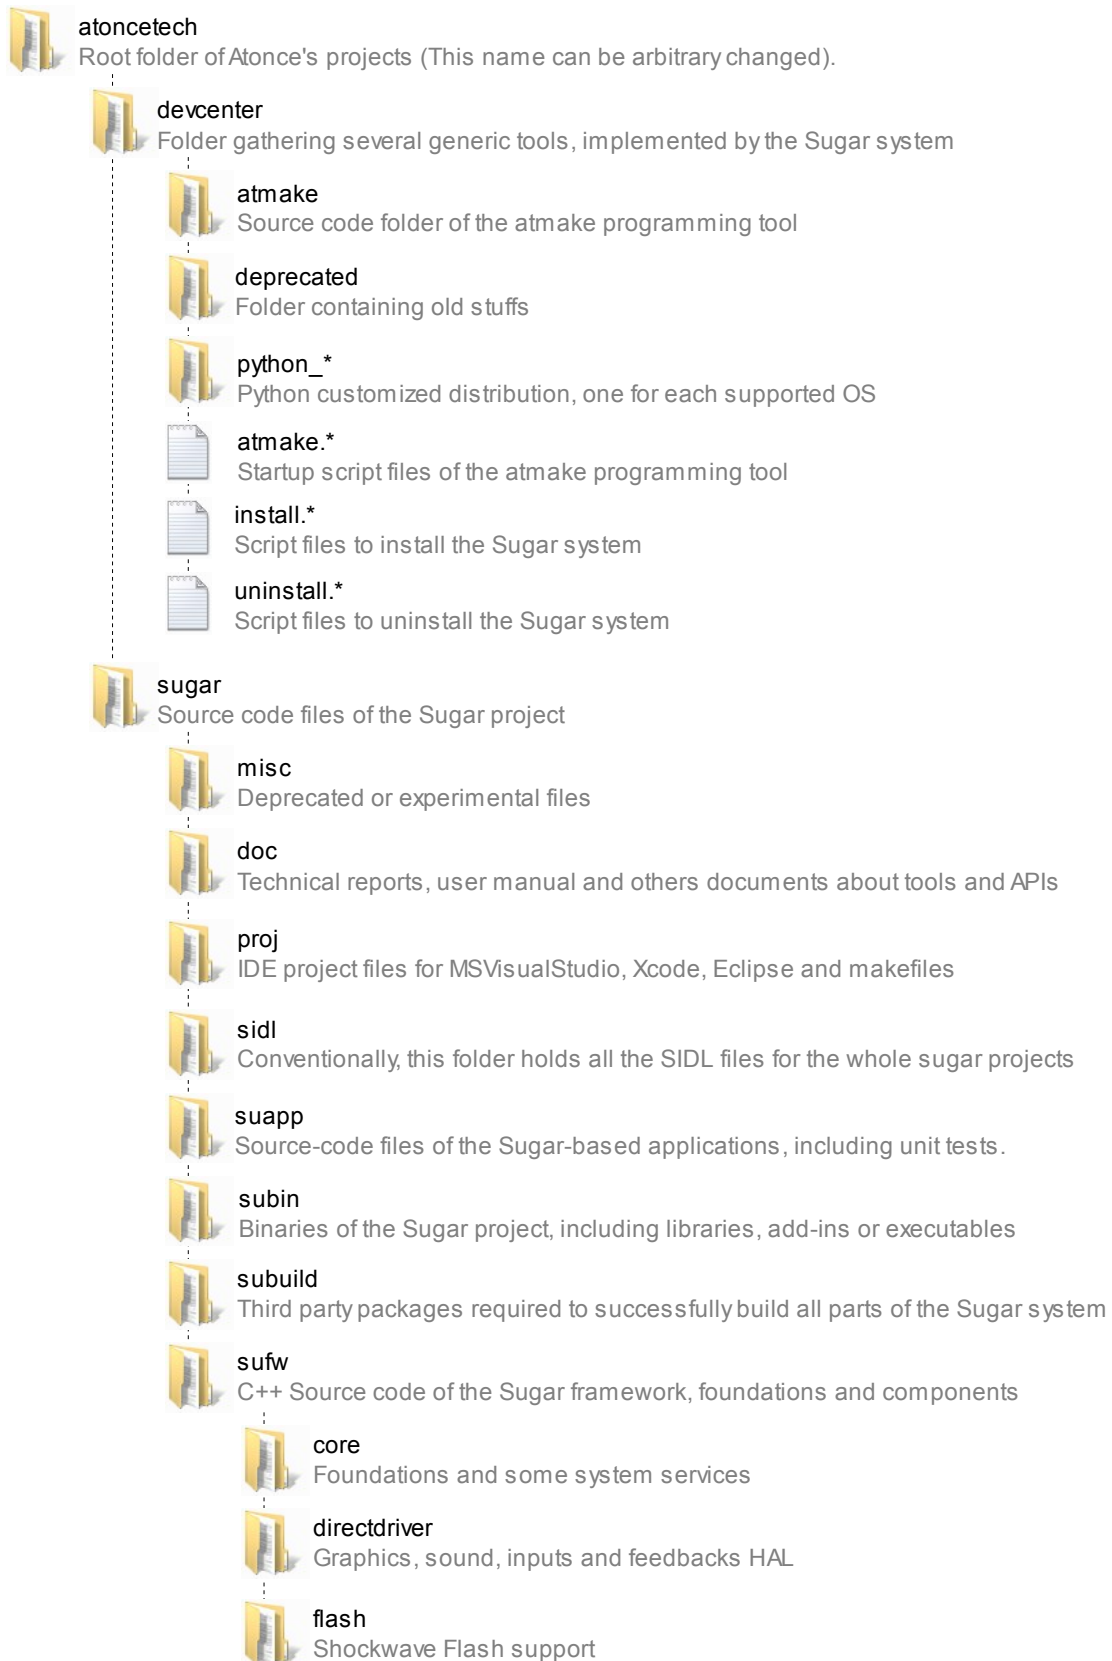 atoncetech
Root folder of Atonce's projects (This name can be arbitrary changed).
devcenter
Folder gathering several generic tools, implemented by the Sugar system
atmake
Source code folder of the atmake programming tool
deprecated
Folder containing old stuffs
python_*
Python customized distribution, one for each supported OS
atmake.*
Startup script files of the atmake programming tool
install.*
Script files to install the Sugar system
uninstall.*
Script files to uninstall the Sugar system
sugar
Source code files of the Sugar project
misc
Deprecated or experimental files
doc
Technical reports, user manual and others documents about tools and APIs
proj
IDE project files for MSVisualStudio, Xcode, Eclipse and makefiles
sidl
Conventionally, this folder holds all the SIDL files for the whole sugar projects
suapp
Source-code files of the Sugar-based applications, including unit tests.
subin
Binaries of the Sugar project, including libraries, add-ins or executables
subuild
Third party packages required to successfully build all parts of the Sugar system
sufw
C++ Source code of the Sugar framework, foundations and components
core
Foundations and some system services
directdriver
Graphics, sound, inputs and feedbacks HAL
flash
Shockwave Flash support